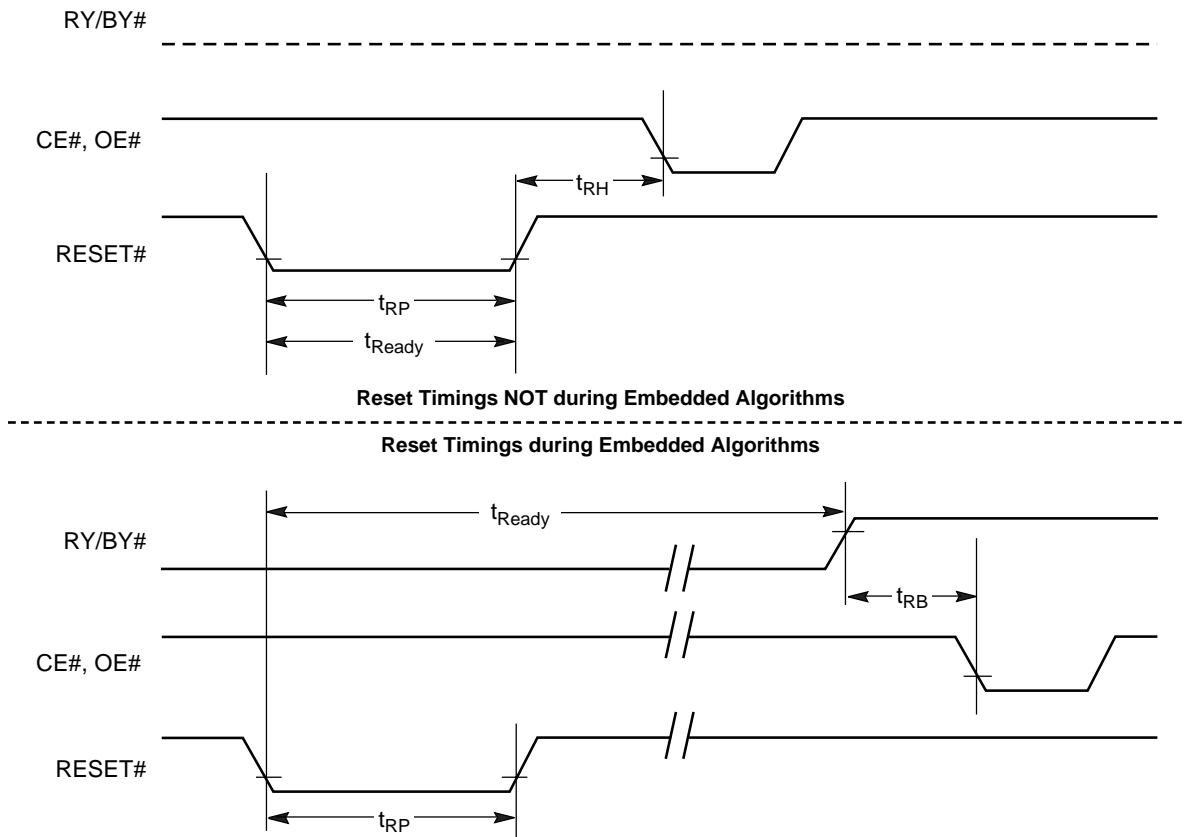 RY/BY#
CE#, OE#
tRH
RESET#
tRP
tReady
Reset Timings NOT during Embedded Algorithms
Reset Timings during Embedded Algorithms
tReady
RY/BY#
tRB
CE#, OE#
RESET#
tRP